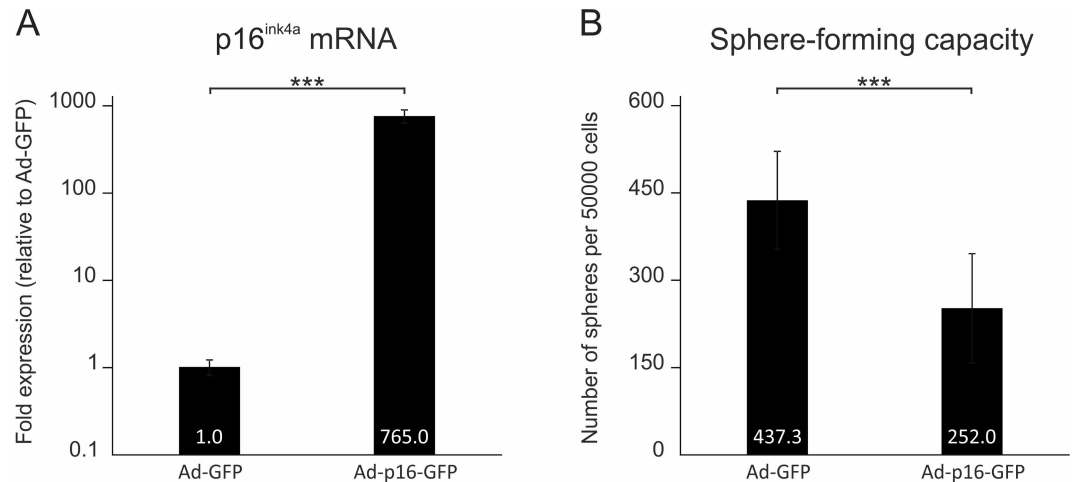 A
p16ink4a mRNA
***
Fold expression (relative to Ad-GFP)
1000
100
10
1
0.1
1.0
765.0
Ad-GFP
Ad-p16-GFP
B
Sphere-forming capacity
***
Number of spheres per 50000 cells
600
450
300
150
0
437.3
252.0
Ad-GFP
Ad-p16-GFP